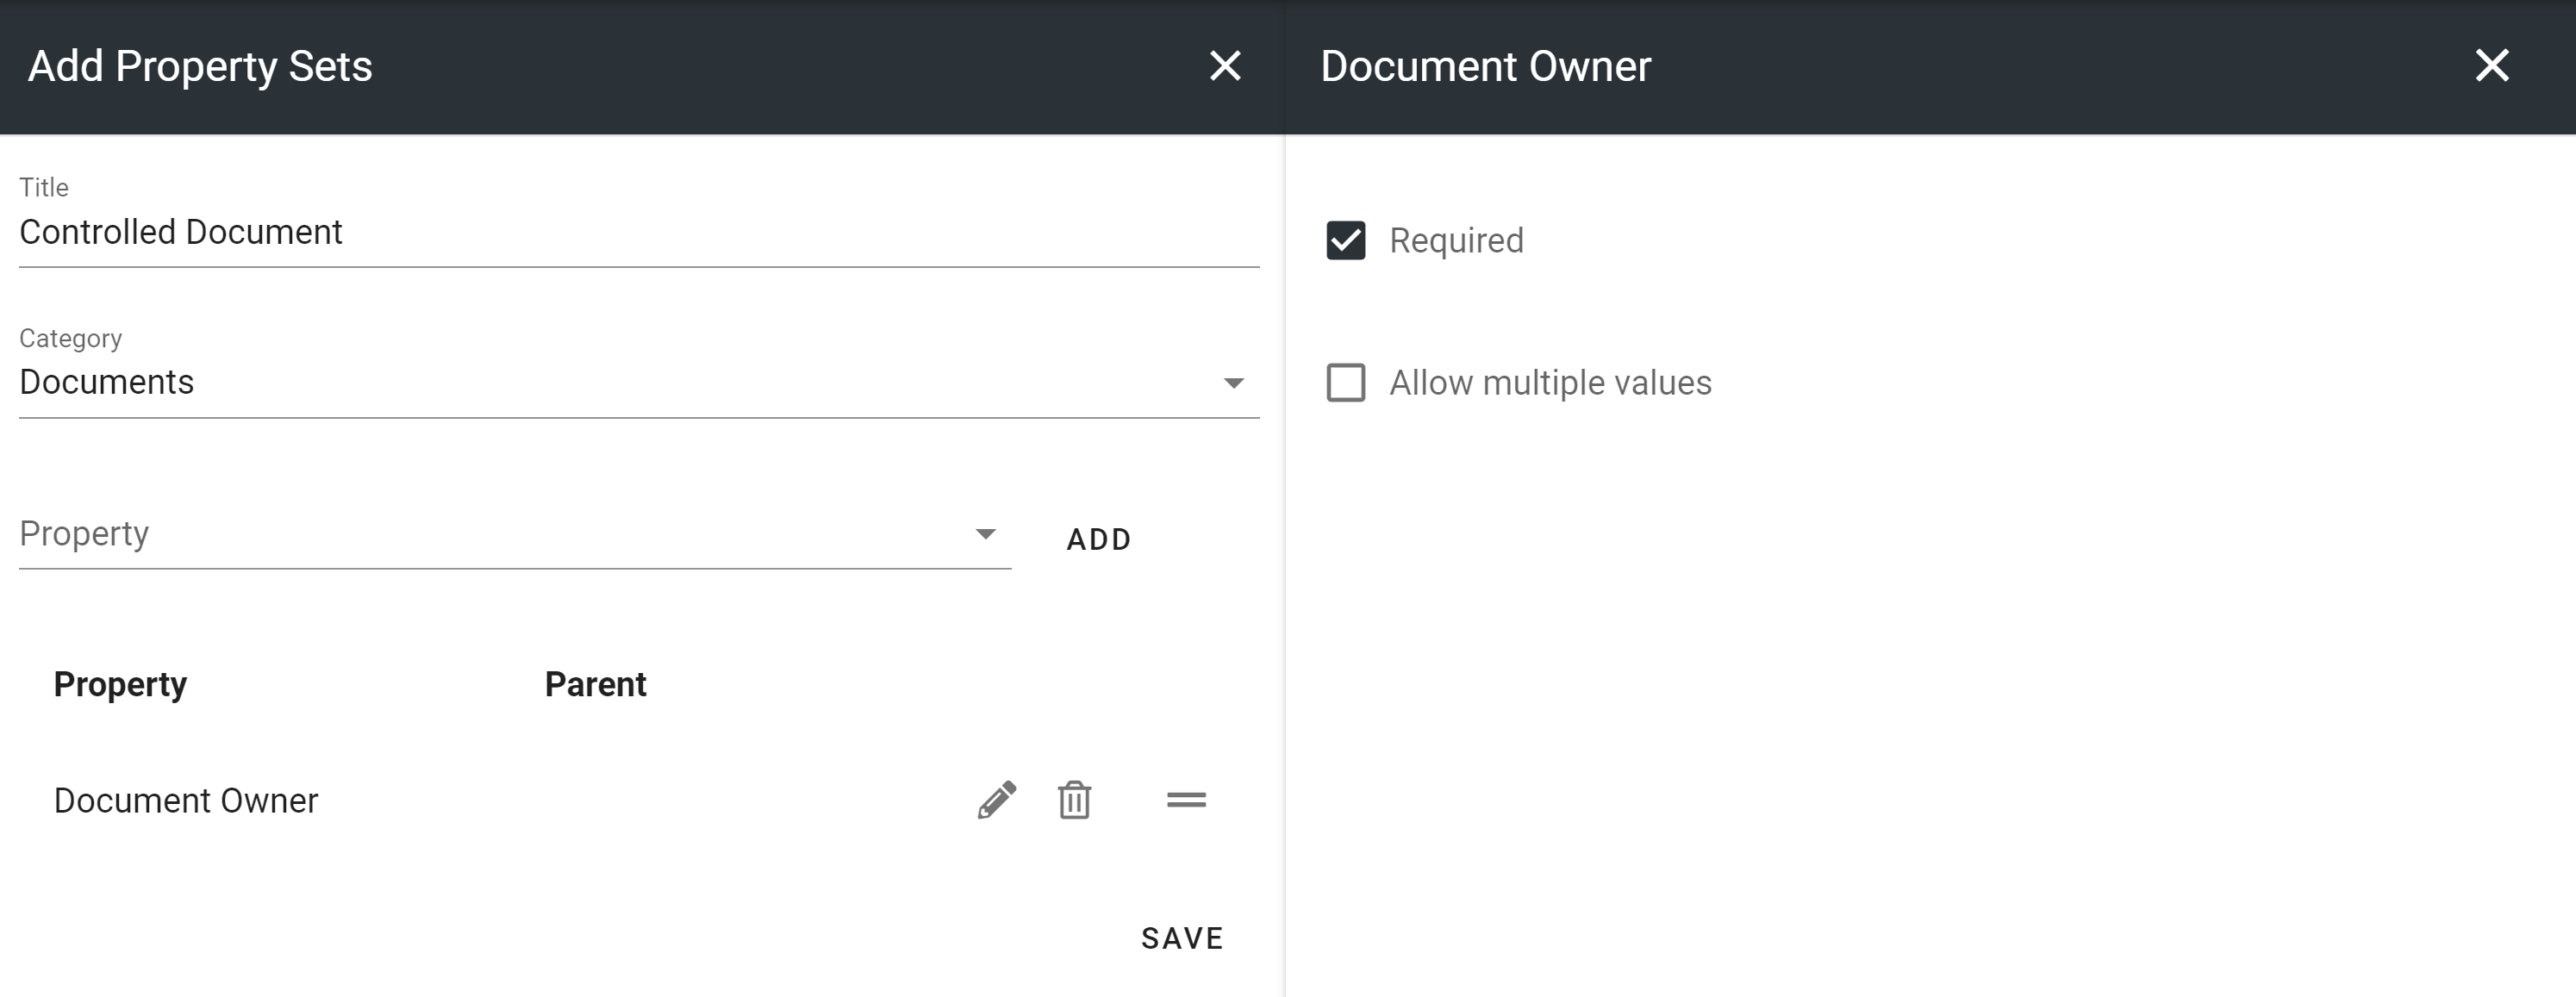 Add Property Sets
Title
Controlled Document
Category
Documents
Property
ADD
Property Parent
Document Owner
SAVE
Document Owner
Required
Allow multiple values